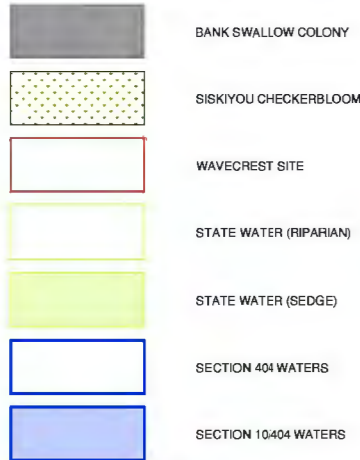 BANK SWALLOW COLONY
SISKIYOU CHECKERBLOOM
WAVECREST SITE
STATE WATER (RIPARIAN)
STATE WATER (SEDGE)
SECTION 404 WATERS
SECTION 10/404 WATERS